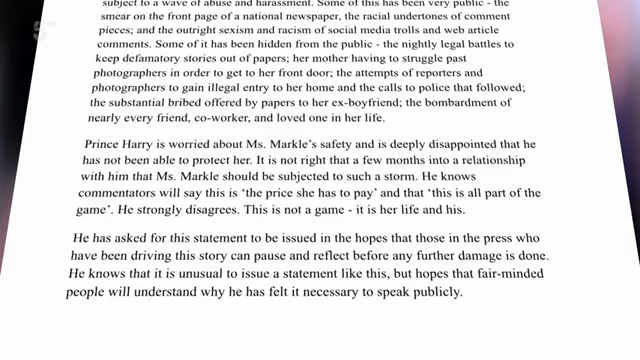 subject to a wave of abuse and harassment. Some of this has been very public - the
smear on the front page of a national newspaper, the racial undertones of comment
pieces; and the outright sexism and racism of social media trolls and web article
comments. Some of it has been hidden from the public - the nightly legal battles to
keep defamatory stories out of papers; her mother having to struggle past
photographers in order to get to her front door; the attempts of reporters and
photographers to gain illegal entry to her home and the calls to police that followed;
the substantial bribed offered by papers to her ex-boyfriend; the bombardment of
nearly every friend, co-worker, and loved one in her life.
Prince Harry is worried about Ms. Markle's safety and is deeply disappointed that he
has not been able to protect her. It is not right that a few months into a relationship
with him that Ms. Markle should be subjected to such a storm. He knows
commentators will say this is 'the price she has to pay' and that 'this is all part of the
game'. He strongly disagrees. This is not a game - it is her life and his.
He has asked for this statement to be issued in the hopes that those in the press who
have been driving this story can pause and reflect before any further damage is done.
He knows that it is unusual to issue a statement like this, but hopes that fair-minded
people will understand why he has felt it necessary to speak publicly.